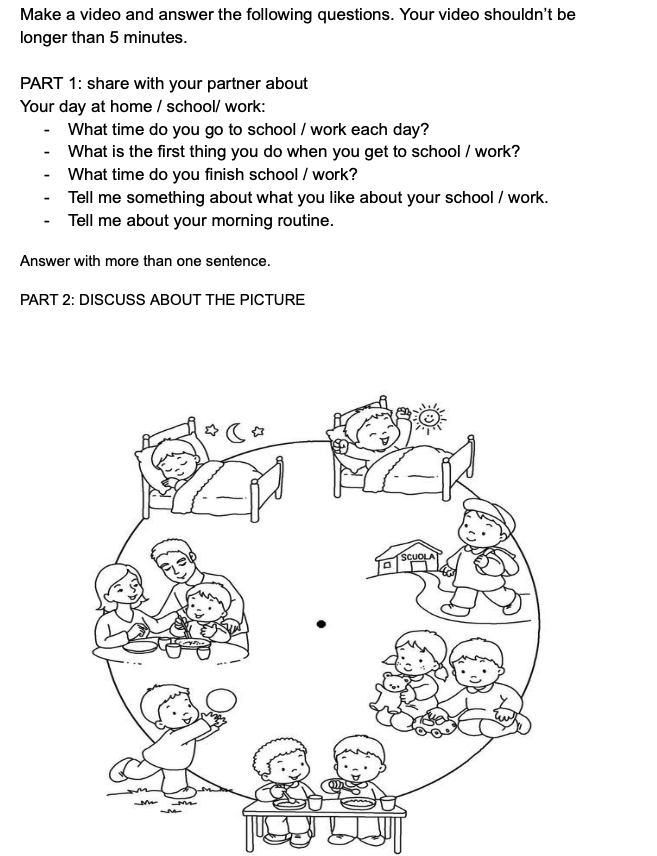 Make a video and answer the following questions. Your video shouldn't be
longer than 5 minutes.
PART 1: share with your partner about
Your day at home / school/ work:
- What time do you go to school / work each day?
- What is the first thing you do when you get to school / work?
- What time do you finish school / work?
- Tell me something about what you like about your school / work.
- Tell me about your morning routine.
Answer with more than one sentence.
PART 2: DISCUSS ABOUT THE PICTURE
SCUOLA